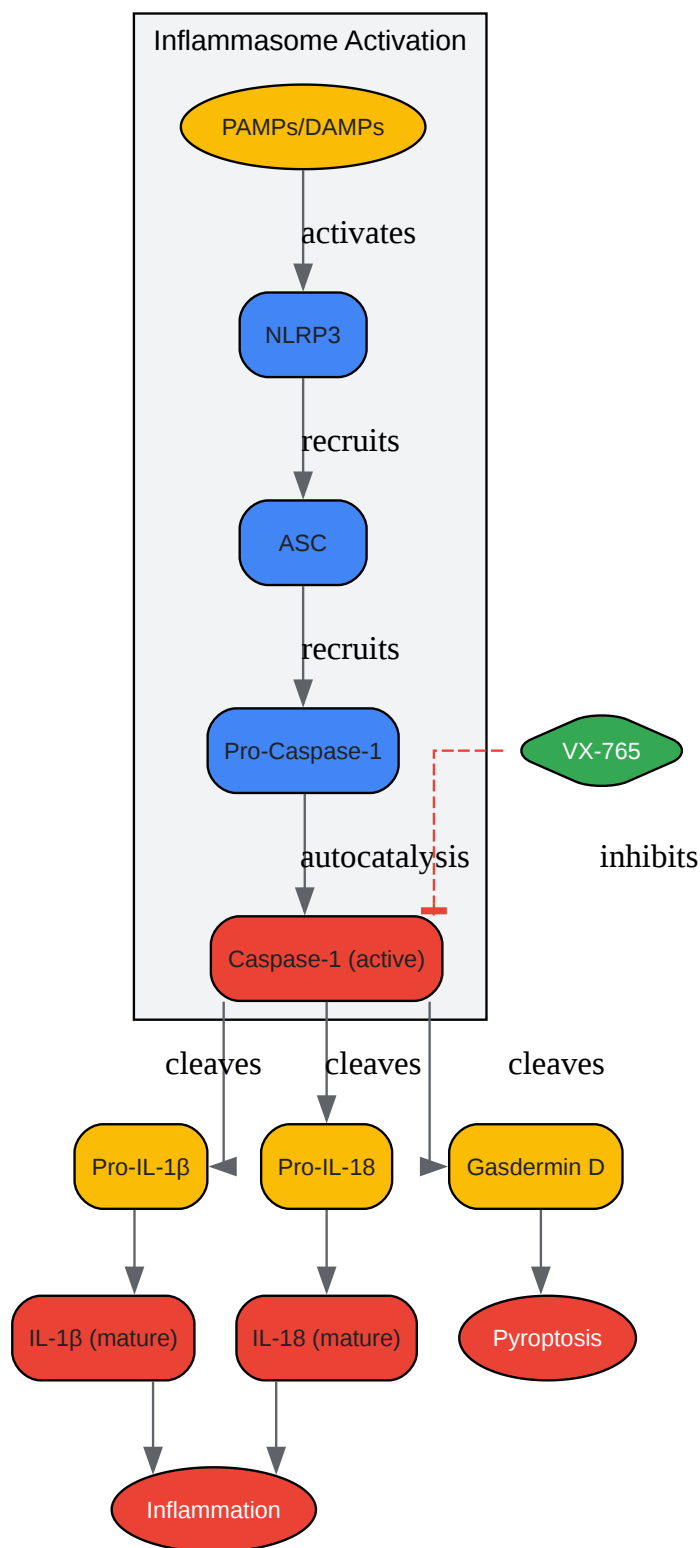 Inflammasome Activation
PAMPs/DAMPs
activates
NLRP3
recruits
ASC
recruits
Pro-Caspase-1
VX-765
autocatalysis
inhibits
Caspase-1 (active)
cleaves
cleaves
cleaves
Pro-IL-1β
Pro-IL-18
Gasdermin D
IL-1β (mature)
IL-18 (mature)
Pyroptosis
Inflammation